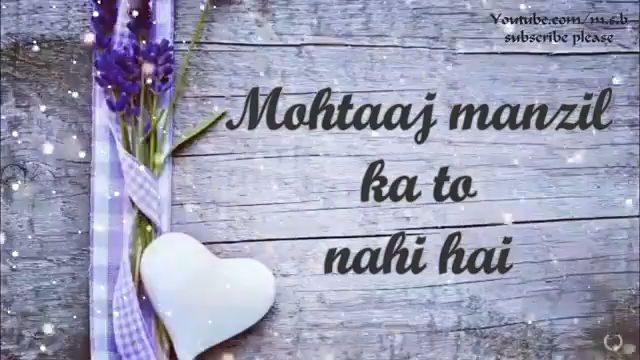 Youtube.com/m.s.b
subscribe please
Mohtaaj manzil
ka to
nahi hai